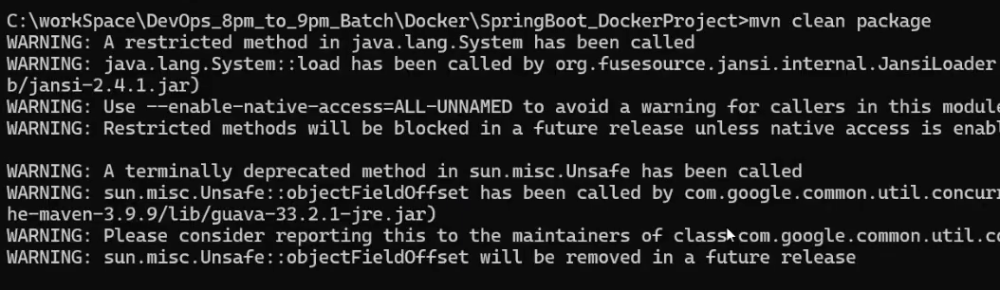 C:\workSpace\DevOps_8pm_to_9pm_Batch\Docker\SpringBoot_DockerProject>mvn clean package
WARNING: A restricted method in java.lang.System has been called
WARNING: java.lang.System::load has been called by org.fusesource.jansi.internal.JansiLoader
b/jansi-2.4.1.jar)
WARNING: Use --enable-native-access=ALL-UNNAMED to avoid a warning for callers in this module
WARNING: Restricted methods will be blocked in a future release unless native access is enabl
WARNING: A terminally deprecated method in sun.misc.Unsafe has been called
WARNING: sun.misc.Unsafe::objectFieldOffset has been called by com.google.common.util.concurr
he-maven-3.9.9/lib/guava-33.2.1-jre.jar)
WARNING: Please consider reporting this to the maintainers of class com.google.common.util.co
WARNING: sun.misc.Unsafe::objectFieldOffset will be removed in a future release